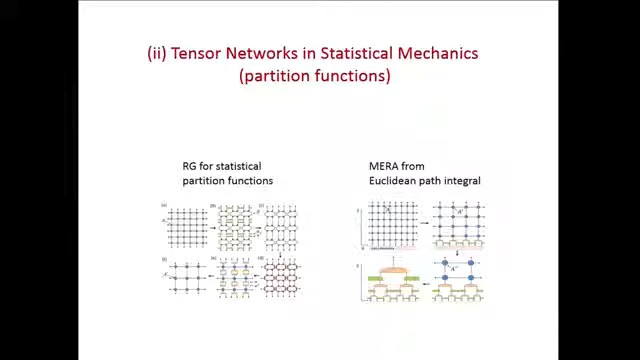 (ii) Tensor Networks in Statistical Mechanics
(partition functions)
RG for statistical
partition functions
MERA from
Euclidean path integral
(a)
(b)
(c)
(f)
(e)
(d)